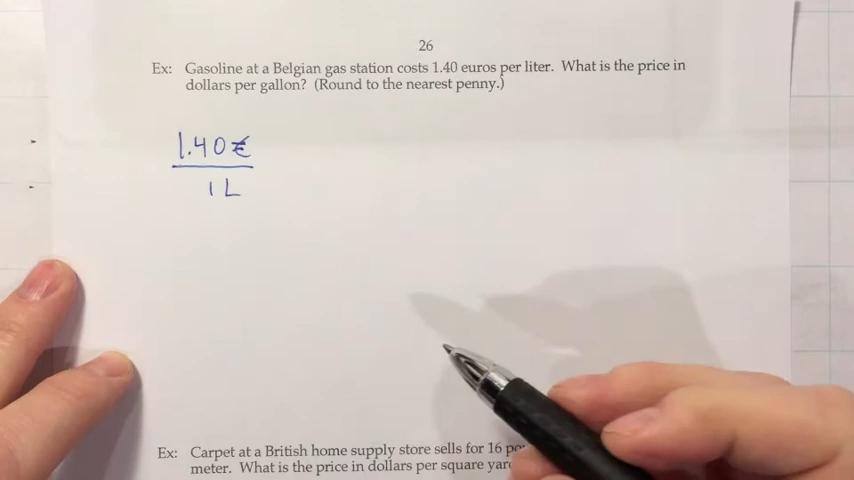 26
Ex: Gasoline at a Belgian gas station costs 1.40 euros per liter. What is the price in
dollars per gallon? (Round to the nearest penny.)
1.40 €
1 L
Ex: Carpet at a British home supply store sells for 16
meter. What is the price in dollars per square